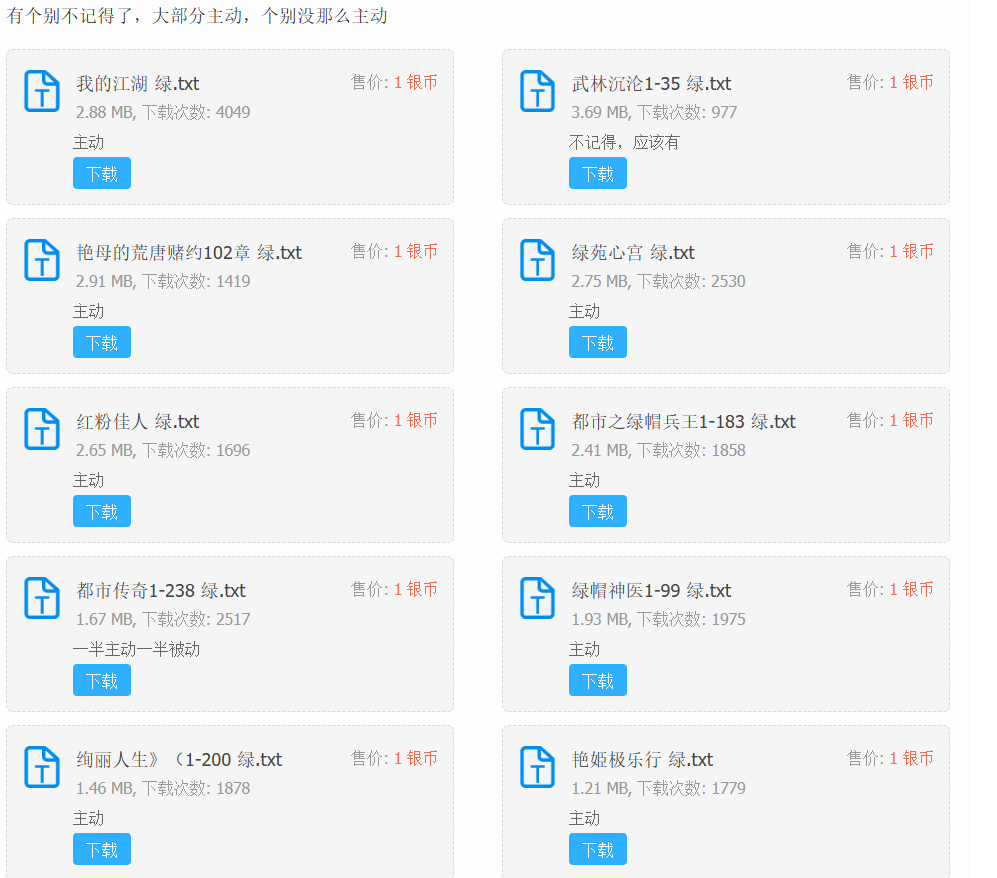 有个别不记得了，大部分主动，个别没那么主动
我的江湖 绿.txt 售价: 1 银币
2.88 MB, 下载次数: 4049
主动
下载
武林沉沦1-35 绿.txt 售价: 1 银币
3.69 MB, 下载次数: 977
不记得，应该有
下载
艳母的荒唐赌约102章 绿.txt 售价: 1 银币
2.91 MB, 下载次数: 1419
主动
下载
绿苑心宫 绿.txt 售价: 1 银币
2.75 MB, 下载次数: 2530
主动
下载
红粉佳人 绿.txt 售价: 1 银币
2.65 MB, 下载次数: 1696
主动
下载
都市之绿帽兵王1-183 绿.txt 售价: 1 银币
2.41 MB, 下载次数: 1858
主动
下载
都市传奇1-238 绿.txt 售价: 1 银币
1.67 MB, 下载次数: 2517
一半主动一半被动
下载
绿帽神医1-99 绿.txt 售价: 1 银币
1.93 MB, 下载次数: 1975
主动
下载
绚丽人生》（1-200 绿.txt 售价: 1 银币
1.46 MB, 下载次数: 1878
主动
下载
艳姬极乐行 绿.txt 售价: 1 银币
1.21 MB, 下载次数: 1779
主动
下载